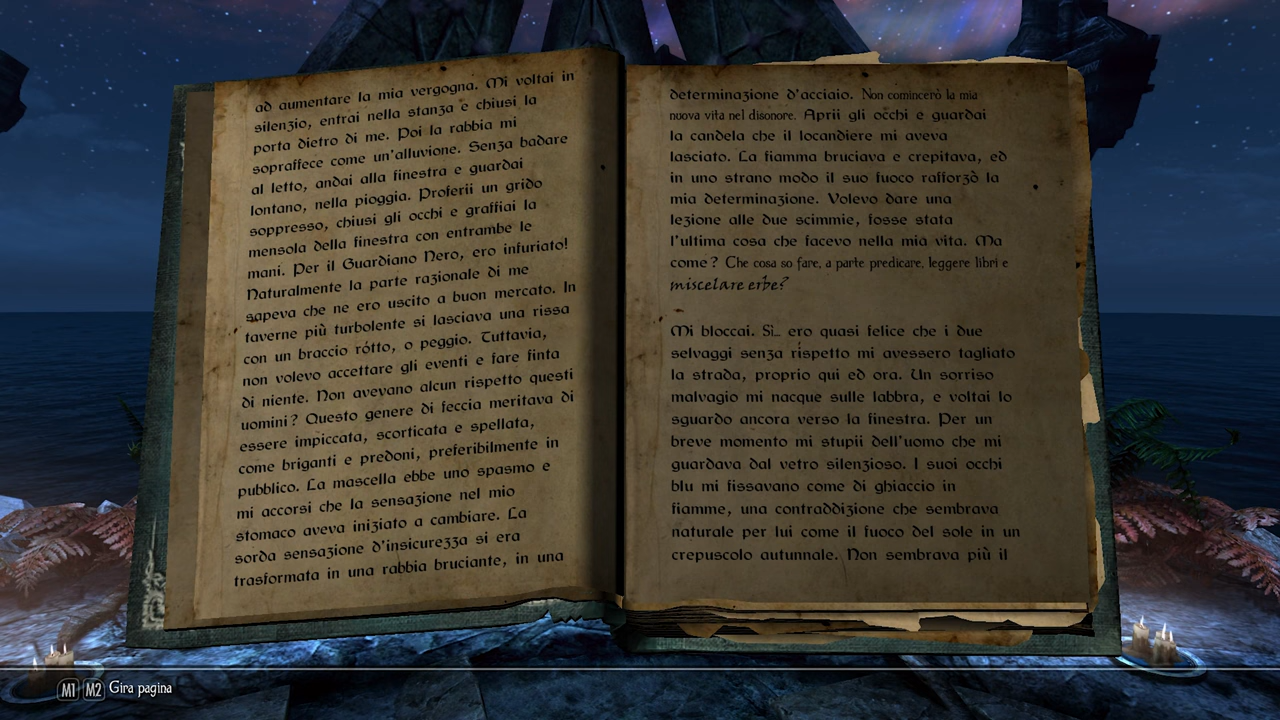 ad aumentare la mia vergogna. Mi voltai in
silenzio, entrai nella stanza e chiusi la
porta dietro di me. Poi la rabbia mi
sopraffece come un'alluvione. Senza badare
al letto, andai alla finestra e guardai
lontano, nella pioggia. Proferii un grido
soppresso, chiusi gli occhi e graffiai la
mensola della finestra con entrambe le
mani. Per il Guardiano Nero, ero infuriato!
Naturalmente la parte razionale di me
sapeva che ne ero uscito a buon mercato. In
taverne più turbolente si lasciava una rissa
con un braccio rotto, o peggio. Tuttavia,
non volevo accettare gli eventi e fare finta
di niente. Non avevano alcun rispetto questi
uomini? Questo genere di feccia meritava di
essere impiccata, scorticata e spellata,
come briganti e predoni, preferibilmente in
pubblico. La mascella ebbe uno spasmo e
mi accorsi che la sensazione nel mio
stomaco aveva iniziato a cambiare. La
sorda sensazione d'insicurezza si era
trasformata in una rabbia bruciante, in una
determinazione d'acciaio. Non comincerò la mia
nuova vita nel disonore. Aprii gli occhi e guardai
la candela che il locandiere mi aveva
lasciato. La fiamma bruciava e crepitava, ed
in uno strano modo il suo fuoco rafforzò la
mia determinazione. Volevo dare una
lezione alle due scimmie, fosse stata
l'ultima cosa che facevo nella mia vita. Ma
come? Che cosa so fare, a parte predicare, leggere libri e
miscelare erbe?
Mi bloccai. Sì... ero quasi felice che i due
selvaggi senza rispetto mi avessero tagliato
la strada, proprio qui ed ora. Un sorriso
malvagio mi nacque sulle labbra, e voltai lo
sguardo ancora verso la finestra. Per un
breve momento mi stupii dell'uomo che mi
guardava dal vetro silenzioso. I suoi occhi
blu mi fissavano come di ghiaccio in
fiamme, una contraddizione che sembrava
naturale per lui come il fuoco del sole in un
crepuscolo autunnale. Non sembrava più il
M1 M2 Gira pagina